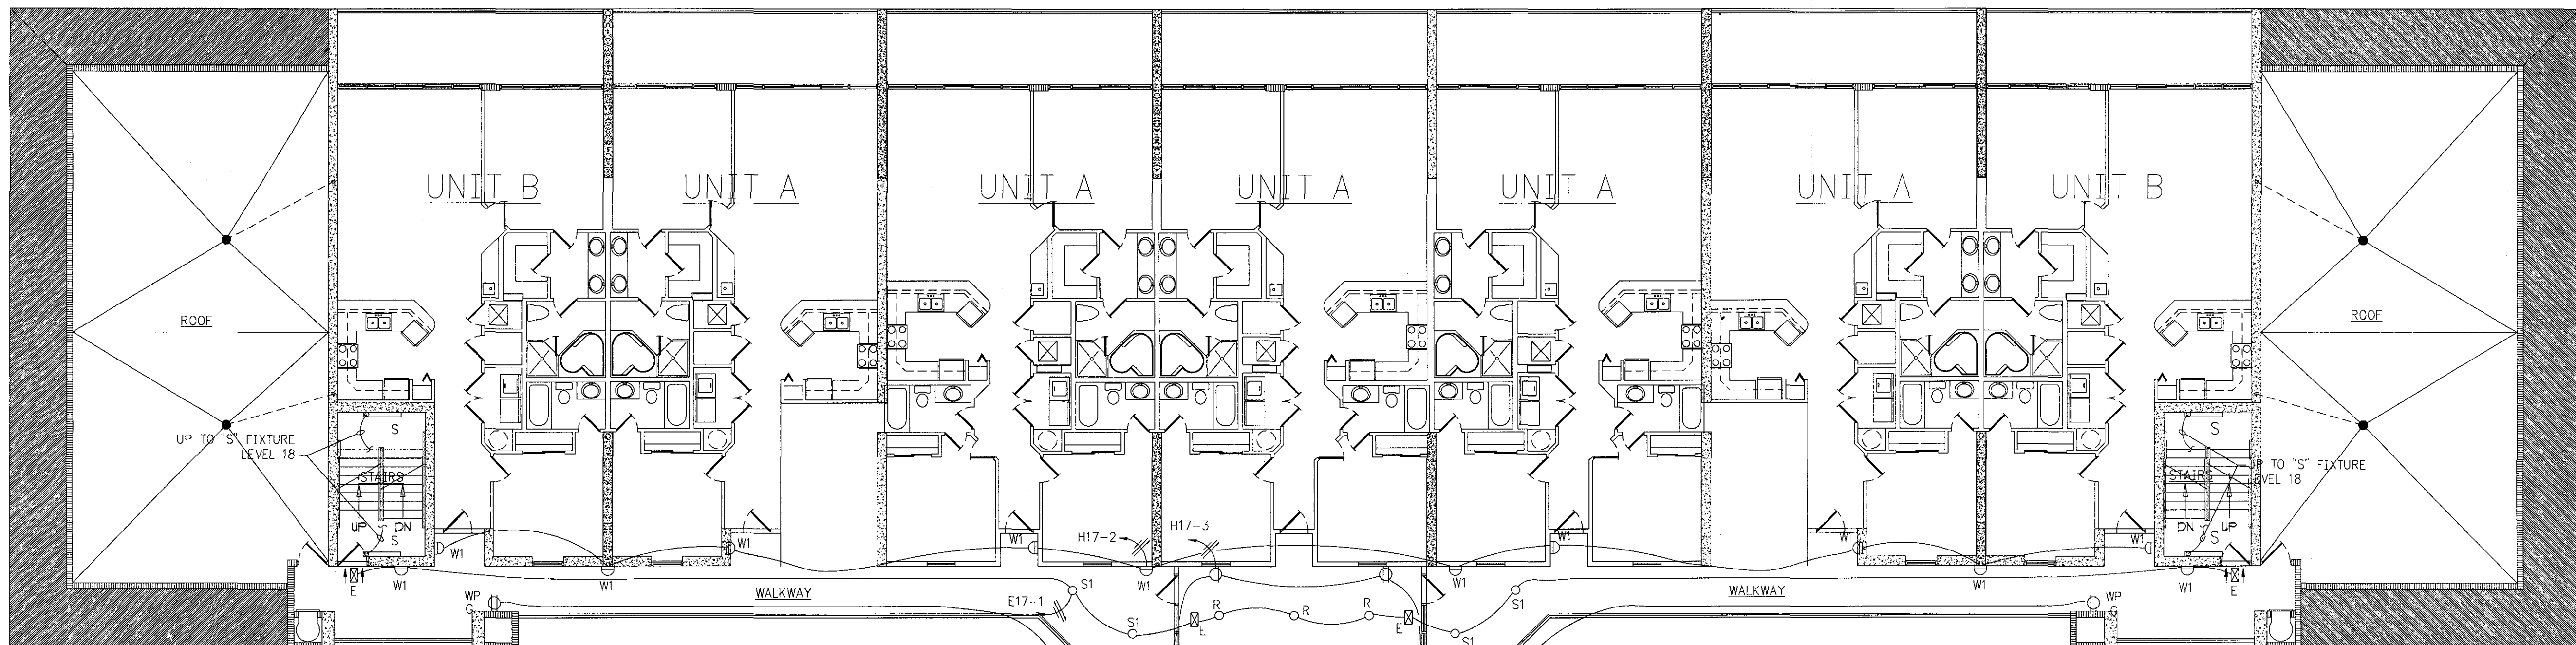 UNIT B
UNIT A
UNIT A
UNIT A
UNIT A
UNIT A
UNIT B
ROOF
ROOF
UP TO "S" FIXTURE
LEVEL 18
S
STAIRS
UP
DN
S
UP TO "S" FIXTURE
LEVEL 18
S
STAIRS
DN
UP
S
W1
W1
W1
H17-2
H17-3
W1
W1
W1
E
W1
W1
W1
W1
W1
W1
E
WP
G
E17-1
WALKWAY
S1
S1
E
R
R
E
S1
S1
WALKWAY
WP
G